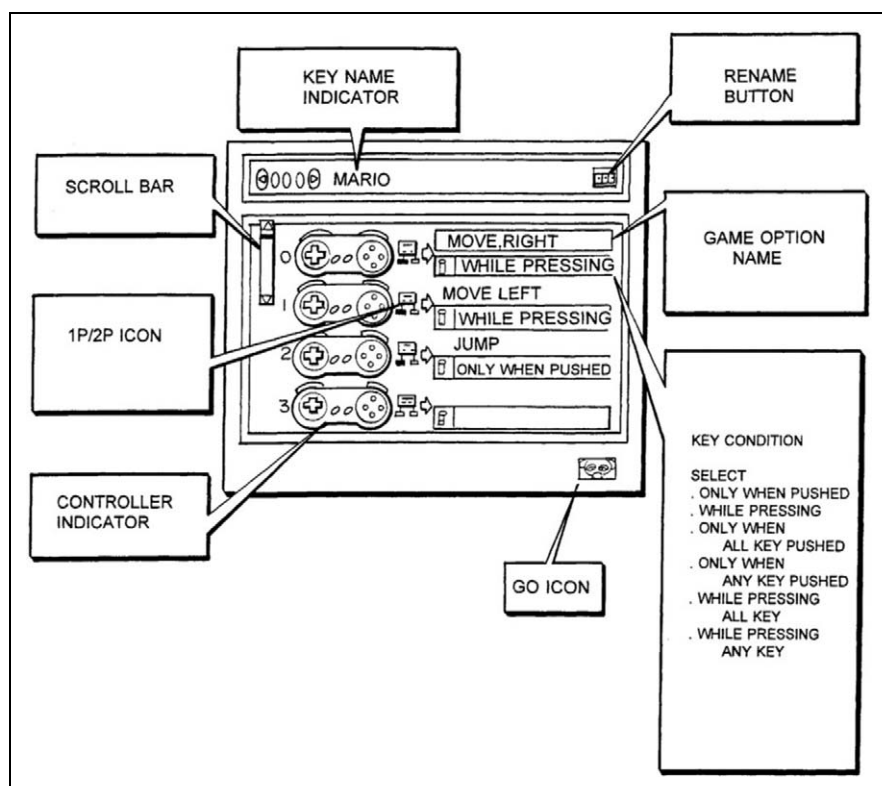 KEY NAME
INDICATOR
RENAME
BUTTON
SCROLL BAR
0000 MARIO
GAME OPTION
NAME
0
MOVE,RIGHT
WHILE PRESSING
1
MOVE LEFT
WHILE PRESSING
1P/2P ICON
2
JUMP
ONLY WHEN PUSHED
3
CONTROLLER
INDICATOR
GO ICON
KEY CONDITION
SELECT
. ONLY WHEN PUSHED
. WHILE PRESSING
. ONLY WHEN
ALL KEY PUSHED
. ONLY WHEN
ANY KEY PUSHED
. WHILE PRESSING
ALL KEY
. WHILE PRESSING
ANY KEY